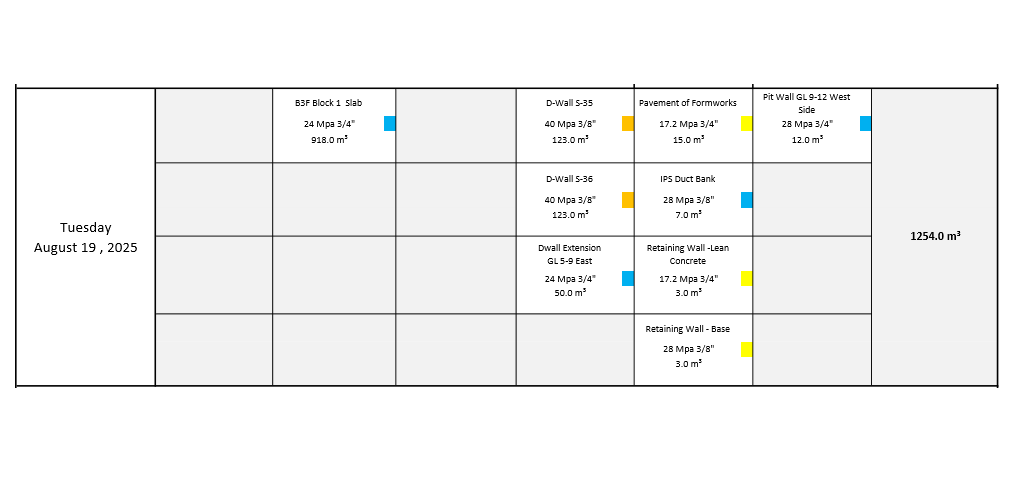 Tuesday
August 19 , 2025
B3F Block 1 Slab
24 Mpa 3/4"
918.0 m³
D-Wall S-35
40 Mpa 3/8"
123.0 m³
Pavement of Formworks
17.2 Mpa 3/4"
15.0 m³
Pit Wall GL 9-12 West
Side
28 Mpa 3/4"
12.0 m³
D-Wall S-36
40 Mpa 3/8"
123.0 m³
IPS Duct Bank
28 Mpa 3/8"
7.0 m³
Dwall Extension
GL 5-9 East
24 Mpa 3/4"
50.0 m³
Retaining Wall -Lean
Concrete
17.2 Mpa 3/4"
3.0 m³
Retaining Wall - Base
28 Mpa 3/8"
3.0 m³
1254.0 m³